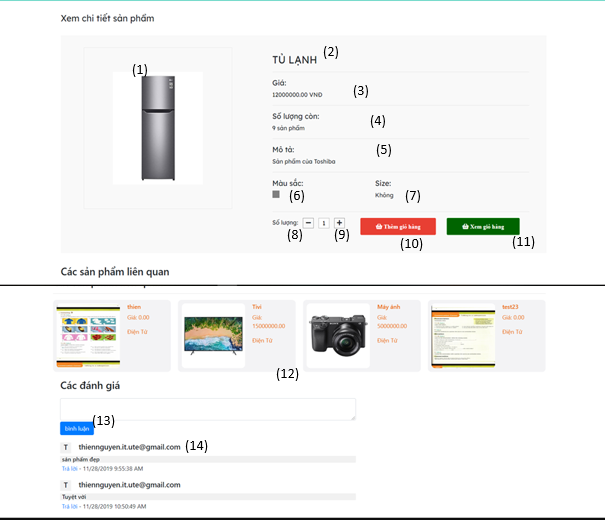 Xem chi tiết sản phẩm
(1)
TỦ LẠNH (2)
Giá:
12000000.00 VND (3)
Số lượng còn: (4)
9 sản phẩm
Mô tả: (5)
Sản phẩm của Toshiba
Màu sắc: Size:
(6) Không (7)
Số lượng: − 1 + Thêm giỏ hàng Xem giỏ hàng
(8) (9) (10) (11)
Các sản phẩm liên quan
thien Tivi Máy ảnh test23
Giá: 0.00 Giá: 15000000.00 Giá: 5000000.00 Giá: 0.00
Điện Tử Điện Tử Điện Tử Điện Tử
(12)
Các đánh giá
bình luận (13)
T thiennguyen.it.ute@gmail.com (14)
sản phẩm đẹp
Trả lời - 11/28/2019 9:55:38 AM
T thiennguyen.it.ute@gmail.com
Tuyệt vời
Trả lời - 11/28/2019 10:50:49 AM